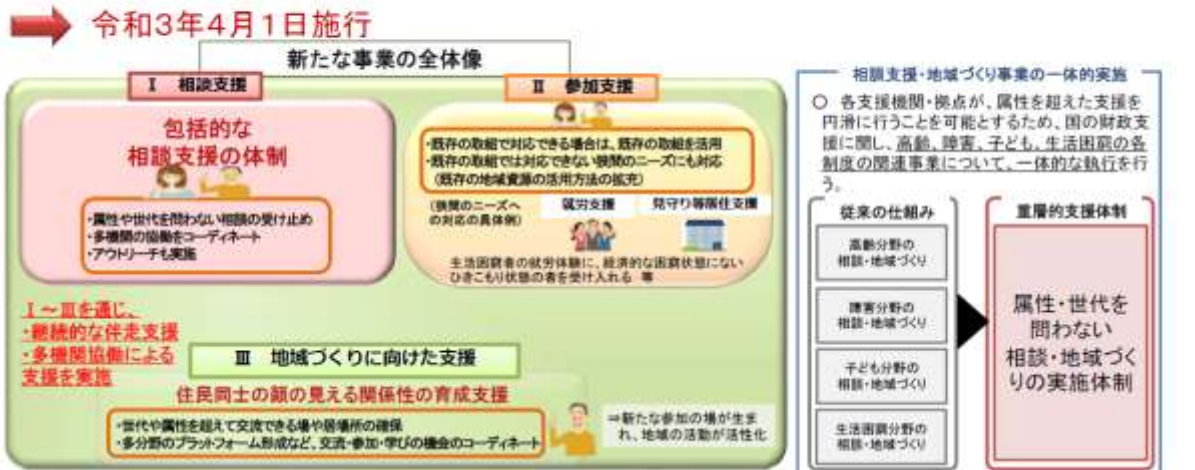 令和3年4月1日施行
新たな事業の全体像
Ⅰ 相談支援
包括的な
相談支援の体制
・属性や世代を問わない相談の受け止め
・多機関の協働をコーディネート
・アウトリーチも実施
Ⅱ 参加支援
・既存の取組で対応できる場合は、既存の取組を活用
・既存の取組では対応できない狭間のニーズにも対応
(既存の地域資源の活用方法の拡充)
(狭間のニーズへ
の対応の具体例)
就労支援
見守り等居住支援
生活困窮者の就労体験に、経済的な困窮状態にない
ひきこもり状態の者を受け入れる 等
Ⅰ~Ⅲを通じ、
・継続的な伴走支援
・多機関協働による
支援を実施
Ⅲ 地域づくりに向けた支援
住民同士の顔の見える関係性の育成支援
・世代や属性を超えて交流できる場や居場所の確保
・多分野のプラットフォーム形成など、交流・参加・学びの機会のコーディネート
⇒新たな参加の場が生ま
れ、地域の活動が活性化
相談支援・地域づくり事業の一体的実施
○ 各支援機関・拠点が、属性を超えた支援を
円滑に行うことを可能とするため、国の財政支
援に関し、高齢、障害、子ども、生活困窮の各
制度の関連事業について、一体的な執行を行
う。
従来の仕組み
高齢分野の
相談・地域づくり
障害分野の
相談・地域づくり
子ども分野の
相談・地域づくり
生活困窮分野の
相談・地域づくり
重層的支援体制
属性・世代を
問わない
相談・地域づく
りの実施体制